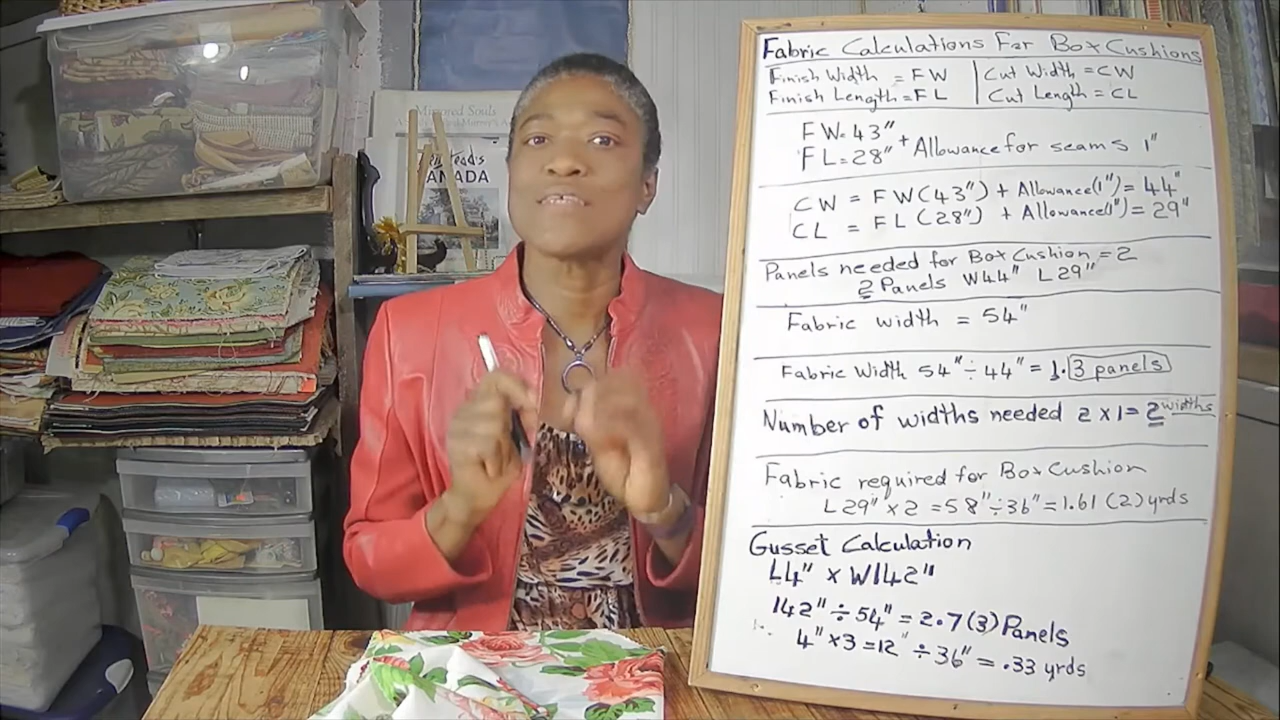 Mirrored Souls
CANADA
Fabric Calculations For Box Cushions
Finish Width = FW | Cut Width = CW
Finish Length = FL | Cut Length = CL
FW = 43"
FL = 28" + Allowance for seams 1"
CW = FW (43") + Allowance (1") = 44"
CL = FL (28") + Allowance (1") = 29"
Panels needed for Box Cushion = 2
2 Panels W44" L29"
Fabric width = 54"
Fabric Width 54" ÷ 44" = 1.3 panels
Number of widths needed 2 x 1 = 2 widths
Fabric required for Box Cushion
L29" x 2 = 58" ÷ 36" = 1.61 (2) yrds
Gusset Calculation
L4" x W142"
142" ÷ 54" = 2.7 (3) Panels
4" x 3 = 12" ÷ 36" = .33 yrds